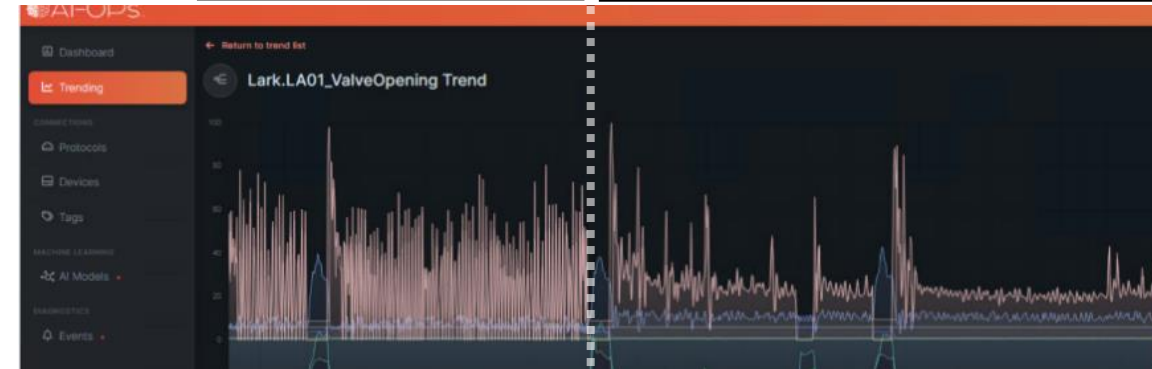 AI-OPs
Dashboard
Trending
CONNECTIONS
Protocols
Devices
Tags
MACHINE LEARNING
AI Models
DIAGNOSTICS
Events
Return to trend list
Lark.LA01_ValveOpening Trend
100
80
60
40
20
0